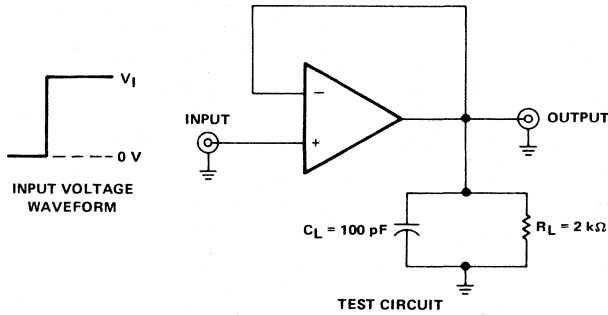 VI
0 V
INPUT VOLTAGE
WAVEFORM
INPUT
−
+
OUTPUT
CL = 100 pF
RL = 2 kΩ
TEST CIRCUIT